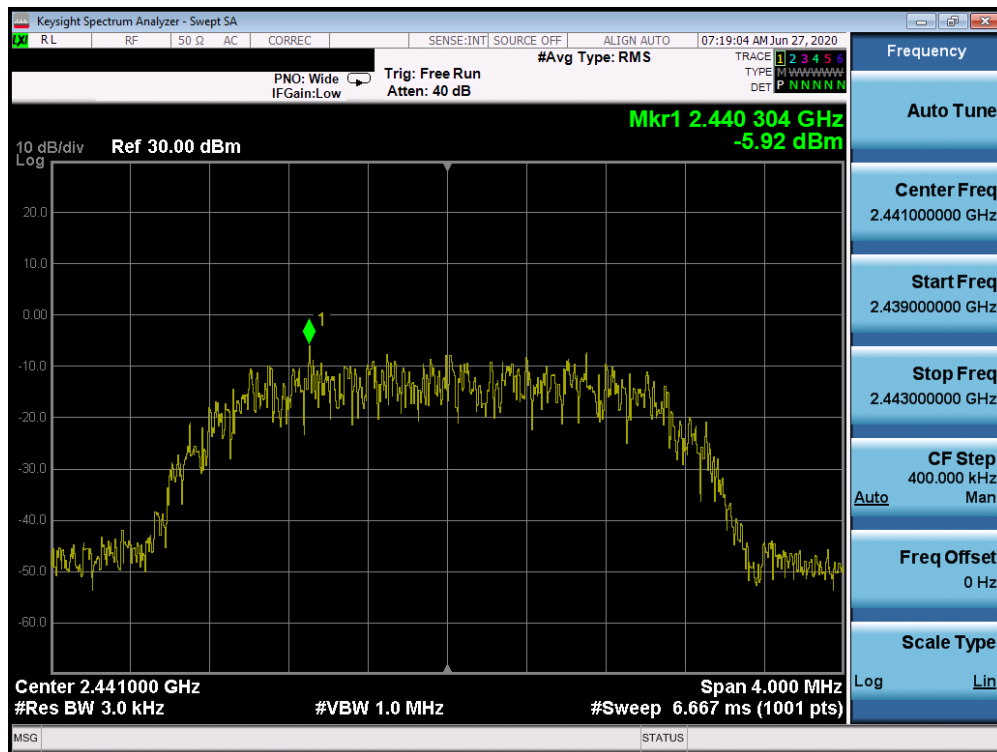 Keysight Spectrum Analyzer - Swept SA
LXI RL RF 50 Ω AC CORREC SENSE:INT SOURCE OFF ALIGN AUTO 07:19:04 AM Jun 27, 2020
PNO: Wide
IFGain:Low
Trig: Free Run
Atten: 40 dB
#Avg Type: RMS
TRACE 1 2 3 4 5 6
TYPE M W W W W W
DET P N N N N N
Mkr1 2.440 304 GHz
-5.92 dBm
10 dB/div Ref 30.00 dBm
Log
20.0
10.0
0.00
-10.0
-20.0
-30.0
-40.0
-50.0
-60.0
1
Center 2.441000 GHz Span 4.000 MHz
#Res BW 3.0 kHz #VBW 1.0 MHz #Sweep 6.667 ms (1001 pts)
MSG STATUS
Frequency
Auto Tune
Center Freq
2.441000000 GHz
Start Freq
2.439000000 GHz
Stop Freq
2.443000000 GHz
CF Step
400.000 kHz
Auto Man
Freq Offset
0 Hz
Scale Type
Log Lin